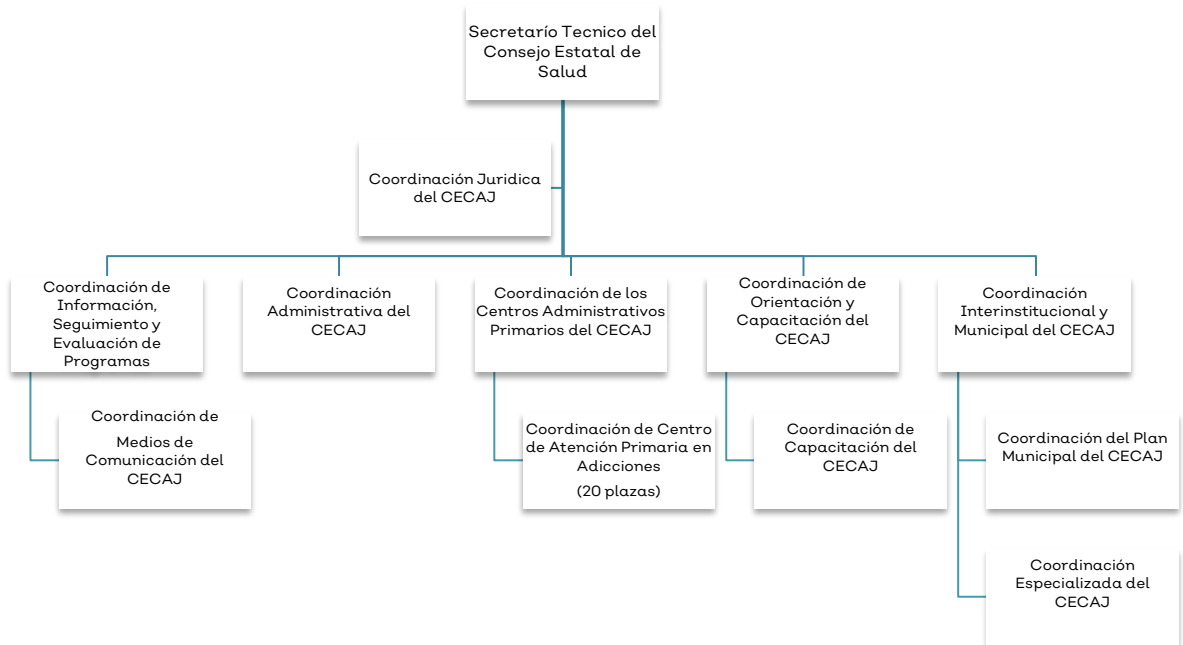 Secretarío Tecnico del
Consejo Estatal de
Salud
Coordinación Juridica
del CECAJ
Coordinación de
Información,
Seguimiento y
Evaluación de
Programas
Coordinación
Administrativa del
CECAJ
Coordinación de los
Centros Administrativos
Primarios del CECAJ
Coordinación de
Orientación y
Capacitación del
CECAJ
Coordinación
Interinstitucional y
Municipal del CECAJ
Coordinación de
Medios de
Comunicación del
CECAJ
Coordinación de Centro
de Atención Primaria en
Adicciones
(20 plazas)
Coordinación de
Capacitación del
CECAJ
Coordinación del Plan
Municipal del CECAJ
Coordinación
Especializada del
CECAJ